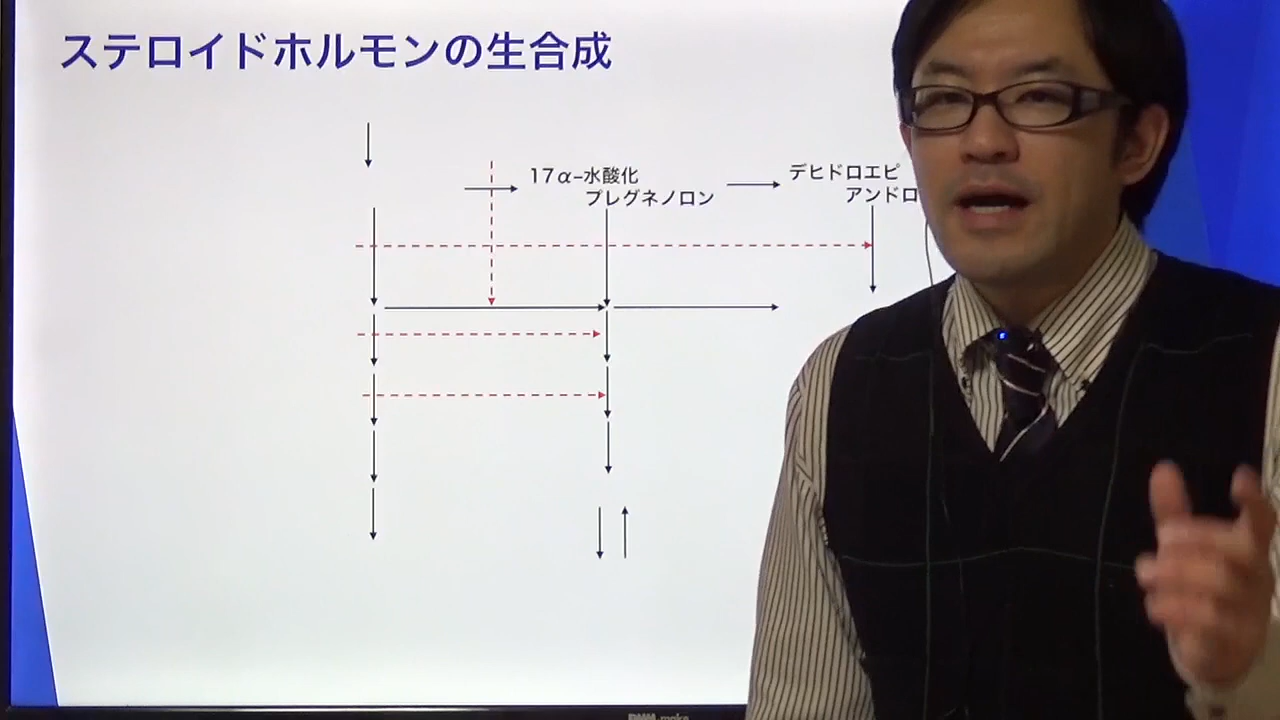 ステロイドホルモンの生合成
17α-水酸化
プレグネノロン
デヒドロエピ
アンドロ